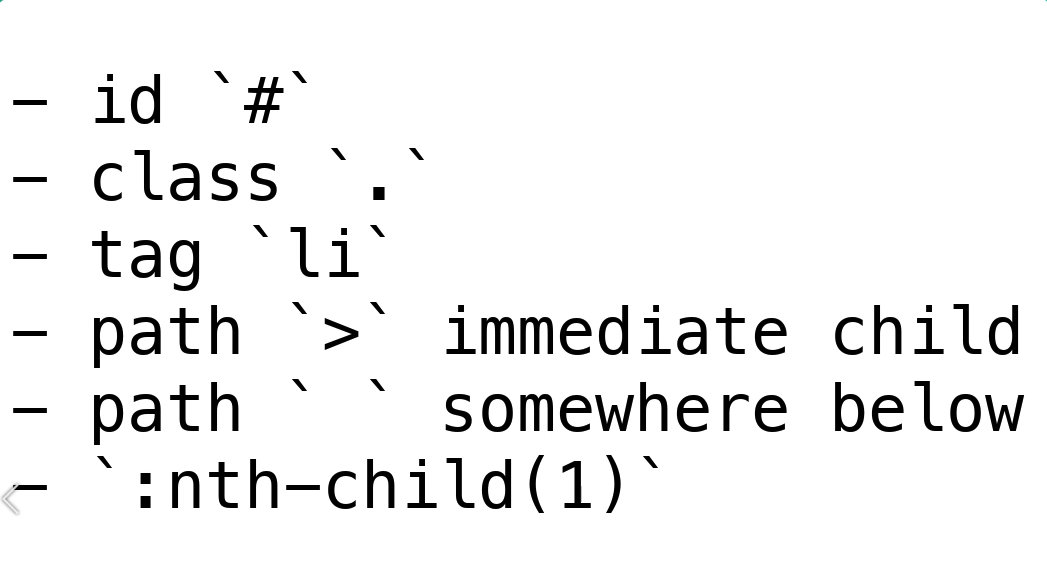 - id `#`
- class `.`
- tag `li`
- path `>` immediate child
- path ` ` somewhere below
- `:nth-child(1)`